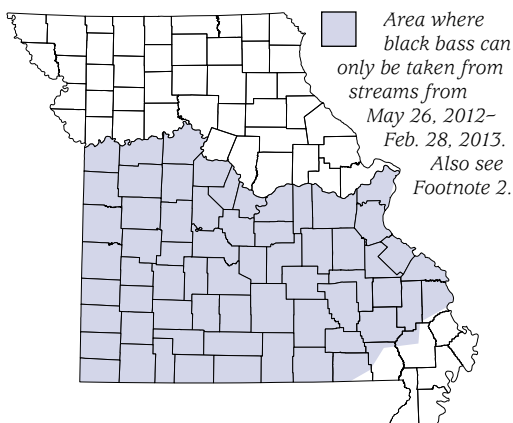 Area where
black bass can
only be taken from
streams from
May 26, 2012–
Feb. 28, 2013.
Also see
Footnote 2.